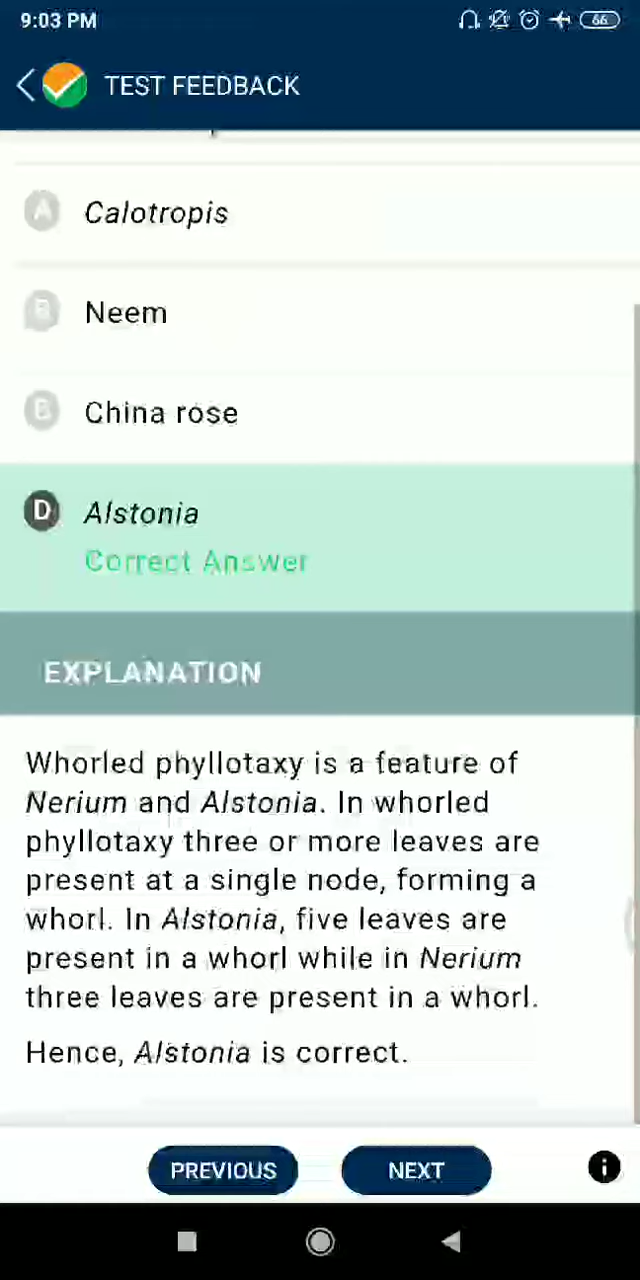 9:03 PM
66
TEST FEEDBACK
A Calotropis
B Neem
China rose
D Alstonia
Correct Answer
EXPLANATION
Whorled phyllotaxy is a feature of
Nerium and Alstonia. In whorled
phyllotaxy three or more leaves are
present at a single node, forming a
whorl. In Alstonia, five leaves are
present in a whorl while in Nerium
three leaves are present in a whorl.
Hence, Alstonia is correct.
PREVIOUS
NEXT